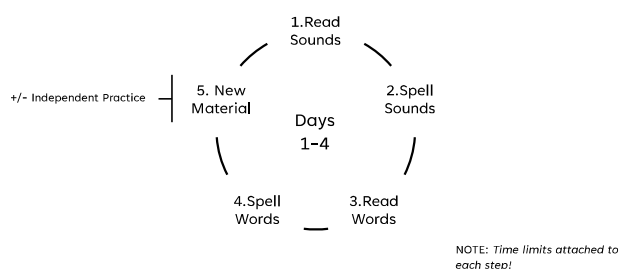 1.Read
Sounds
2.Spell
Sounds
3.Read
Words
4.Spell
Words
5. New
Material
+/- Independent Practice
Days
1-4
NOTE: Time limits attached to
each step!